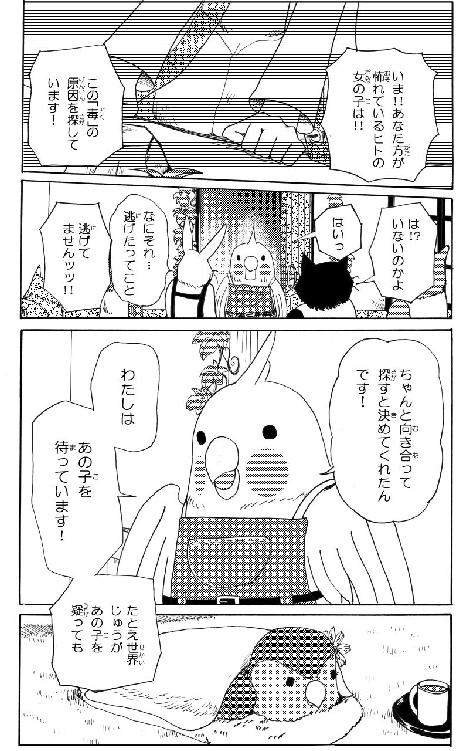 いま!!あなた方が
怖れているヒトの
女の子は!!
この「毒」の
原因を探して
います!
は!?
いないのかよ
はいっ
なにそれ…
逃げたってこと
逃げて
ませんッッ!!
ちゃんと向き合って
探すと決めてくれたん
です!
わたしは
あの子を
待っています!
たとえ世界
じゅうが
あの子を
疑っても